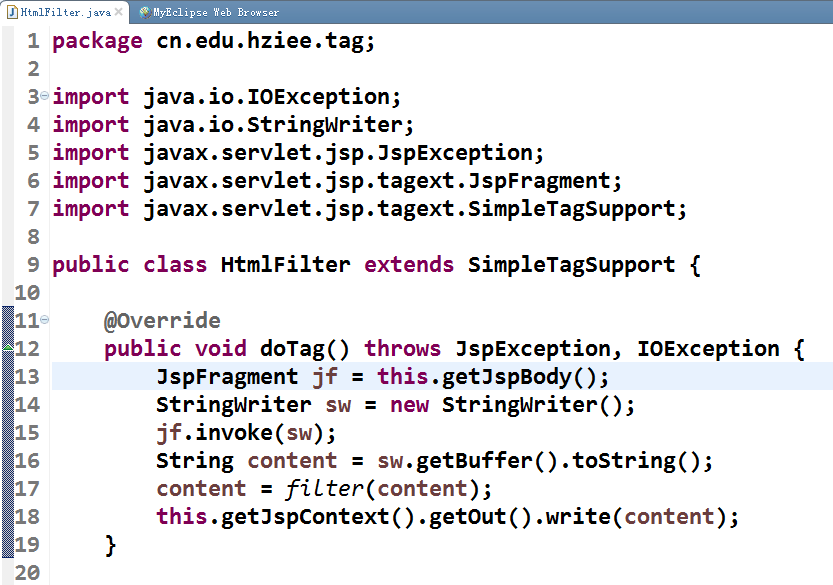 HtmlFilter.java MyEclipse Web Browser
1 package cn.edu.hziee.tag;
2
3 import java.io.IOException;
4 import java.io.StringWriter;
5 import javax.servlet.jsp.JspException;
6 import javax.servlet.jsp.tagext.JspFragment;
7 import javax.servlet.jsp.tagext.SimpleTagSupport;
8
9 public class HtmlFilter extends SimpleTagSupport {
10
11     @Override
12     public void doTag() throws JspException, IOException {
13         JspFragment jf = this.getJspBody();
14         StringWriter sw = new StringWriter();
15         jf.invoke(sw);
16         String content = sw.getBuffer().toString();
17         content = filter(content);
18         this.getJspContext().getOut().write(content);
19     }
20